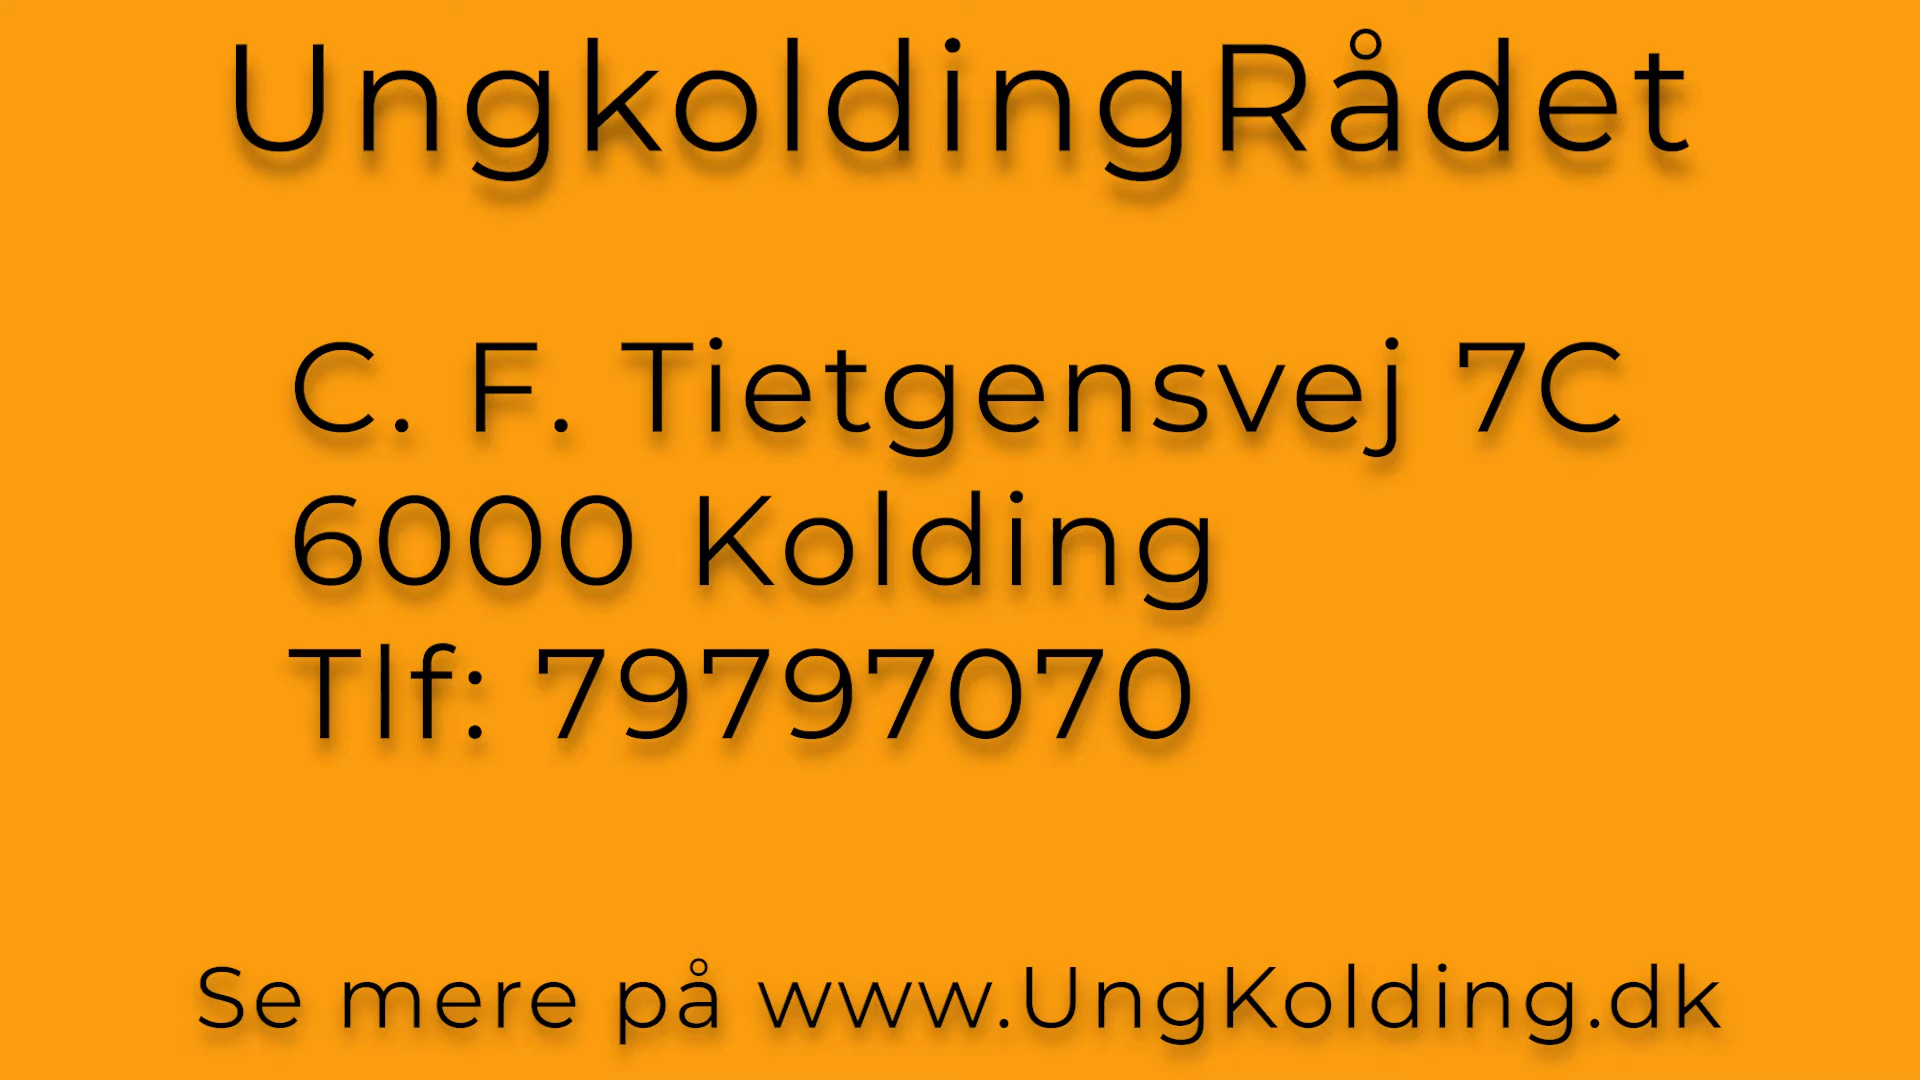 UngkoldingRådet
C. F. Tietgensvej 7C
6000 Kolding
Tlf: 79797070
Se mere på www.UngKolding.dk